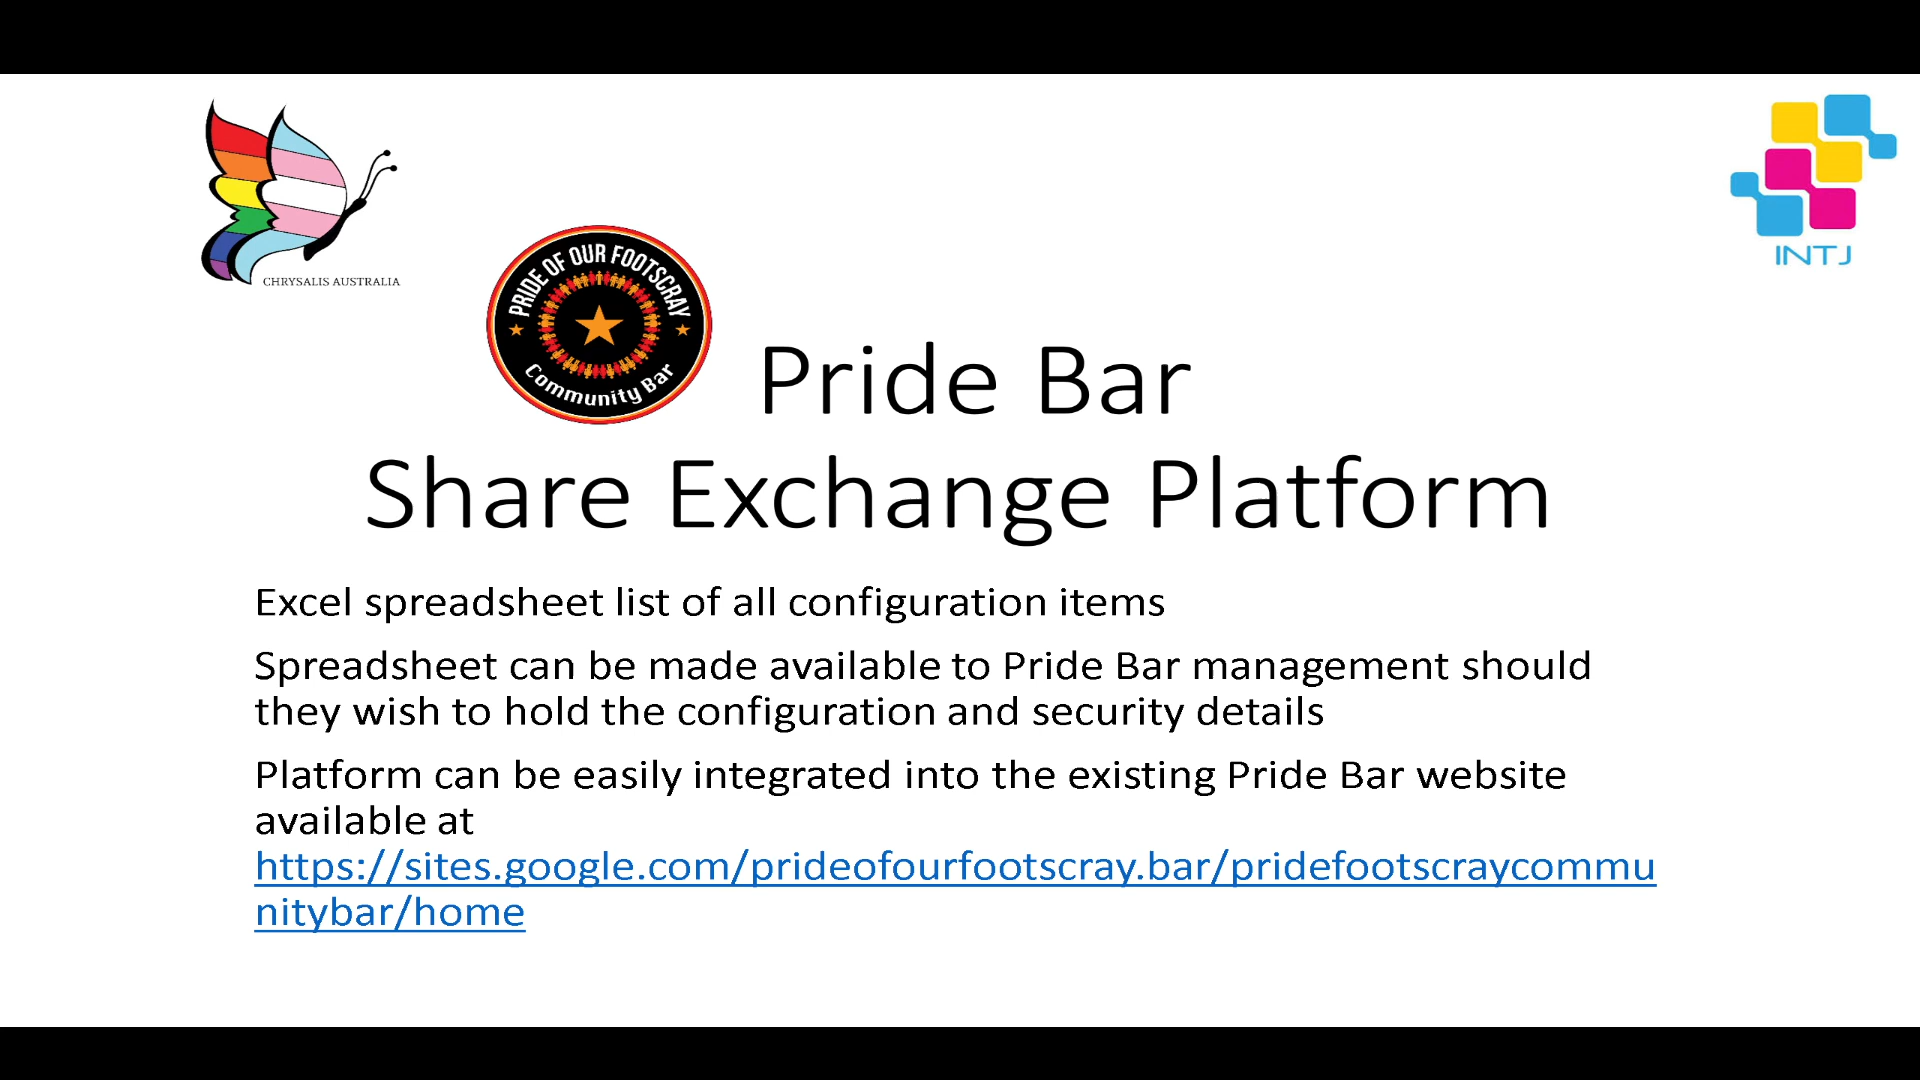 CHRYSALIS AUSTRALIA
INTJ
PRIDE OF OUR FOOTSCRAY
Community Bar
Pride Bar
Share Exchange Platform
Excel spreadsheet list of all configuration items
Spreadsheet can be made available to Pride Bar management should
they wish to hold the configuration and security details
Platform can be easily integrated into the existing Pride Bar website
available at
https://sites.google.com/prideofourfootscray.bar/pridefootscraycommu
nitybar/home